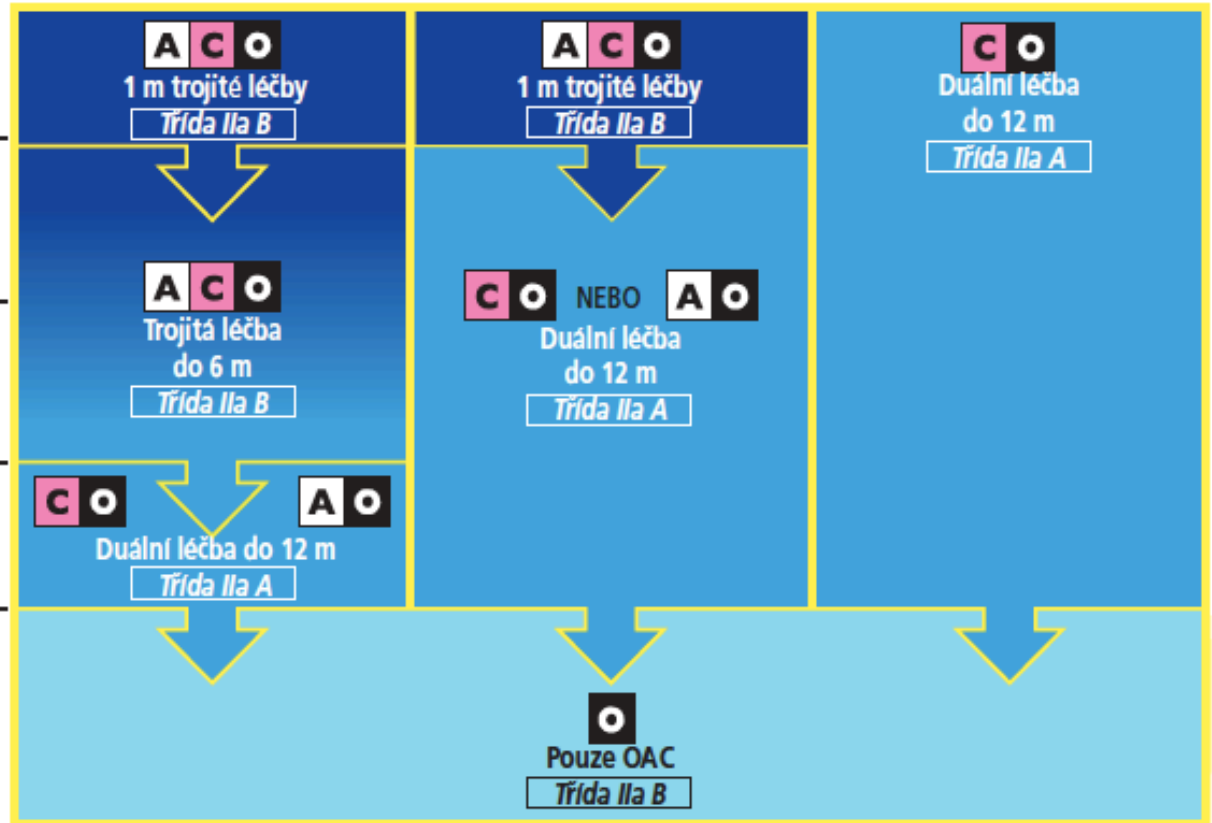 A C O
1 m trojité léčby
Třída IIa B
A C O
1 m trojité léčby
Třída IIa B
C O
Duální léčba
do 12 m
Třída IIa A
A C O
Trojitá léčba
do 6 m
Třída IIa B
C O NEBO A O
Duální léčba
do 12 m
Třída IIa A
C O A O
Duální léčba do 12 m
Třída IIa A
O
Pouze OAC
Třída IIa B